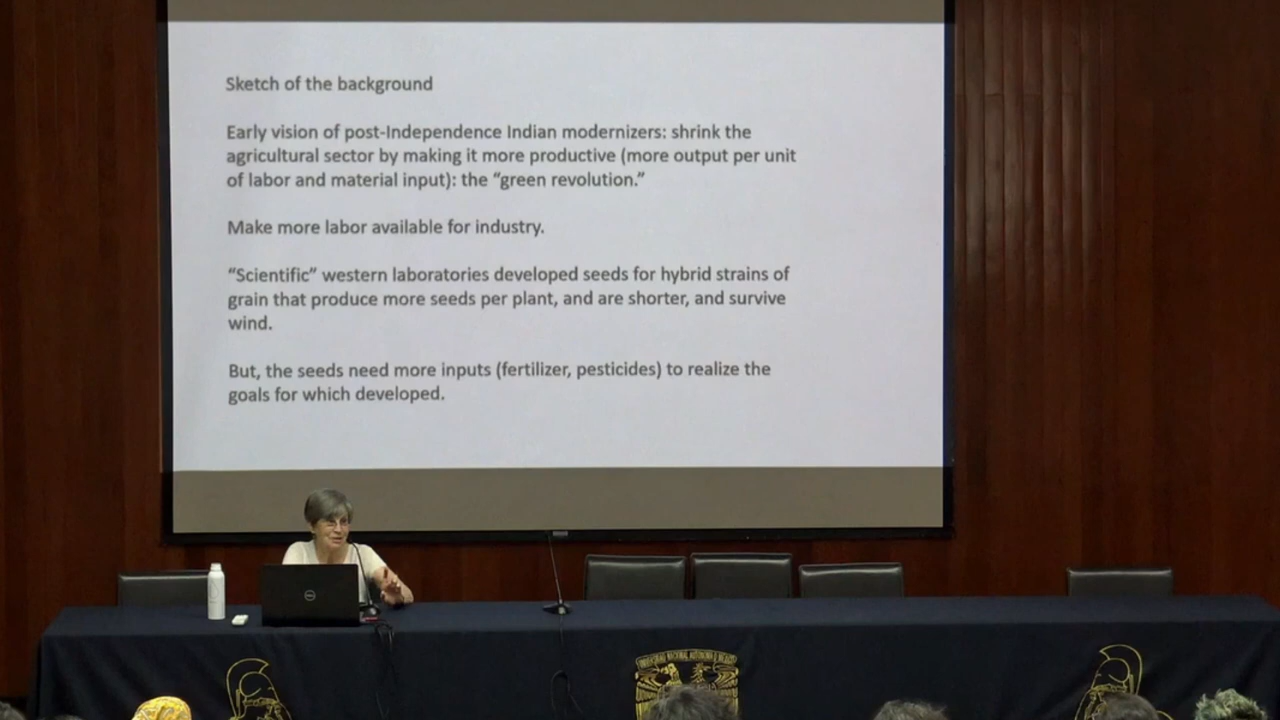 Sketch of the background
Early vision of post-Independence Indian modernizers: shrink the
agricultural sector by making it more productive (more output per unit
of labor and material input): the “green revolution.”
Make more labor available for industry.
“Scientific” western laboratories developed seeds for hybrid strains of
grain that produce more seeds per plant, and are shorter, and survive
wind.
But, the seeds need more inputs (fertilizer, pesticides) to realize the
goals for which developed.
DELL